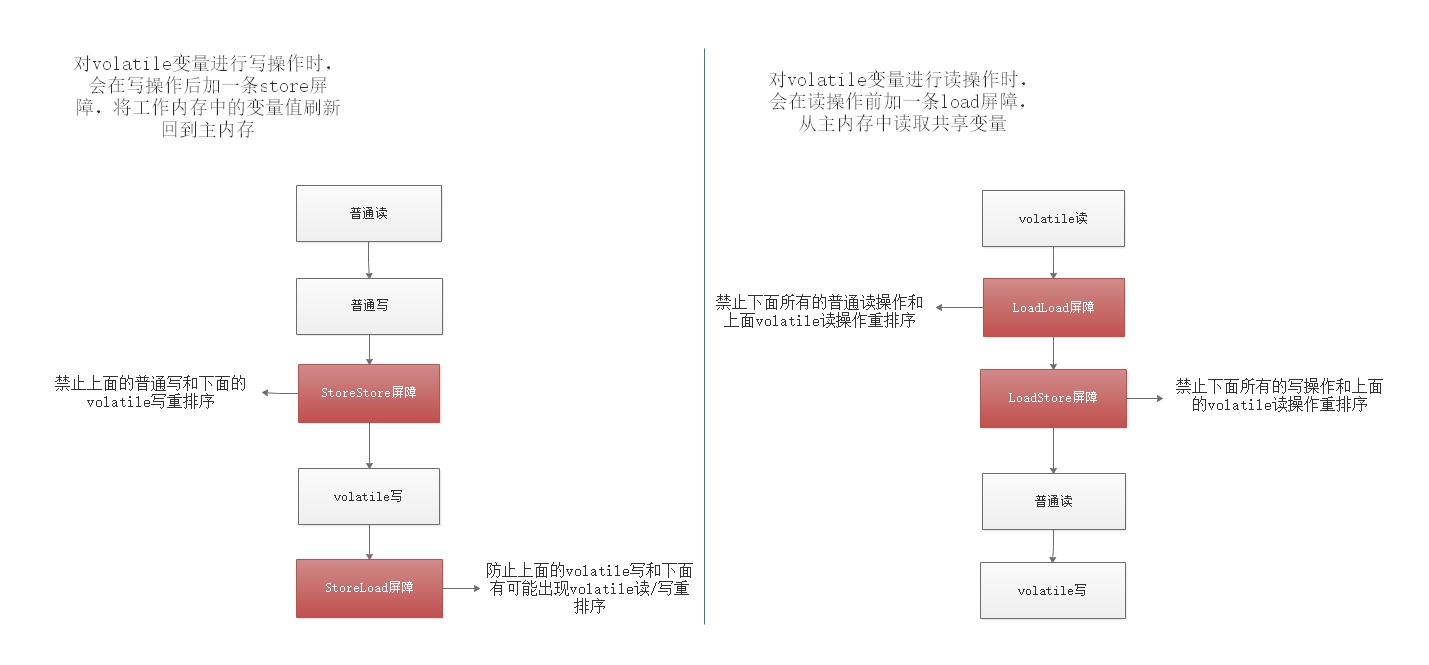 对volatile变量进行写操作时，
会在写操作后加一条store屏
障，将工作内存中的变量值刷新
回到主内存
普通读
普通写
StoreStore屏障
禁止上面的普通写和下面的
volatile写重排序
volatile写
StoreLoad屏障
防止上面的volatile写和下面
有可能出现volatile读/写重
排序
对volatile变量进行读操作时，
会在读操作前加一条load屏障，
从主内存中读取共享变量
volatile读
LoadLoad屏障
禁止下面所有的普通读操作和
上面volatile读操作重排序
LoadStore屏障
禁止下面所有的写操作和上面
的volatile读操作重排序
普通读
volatile写